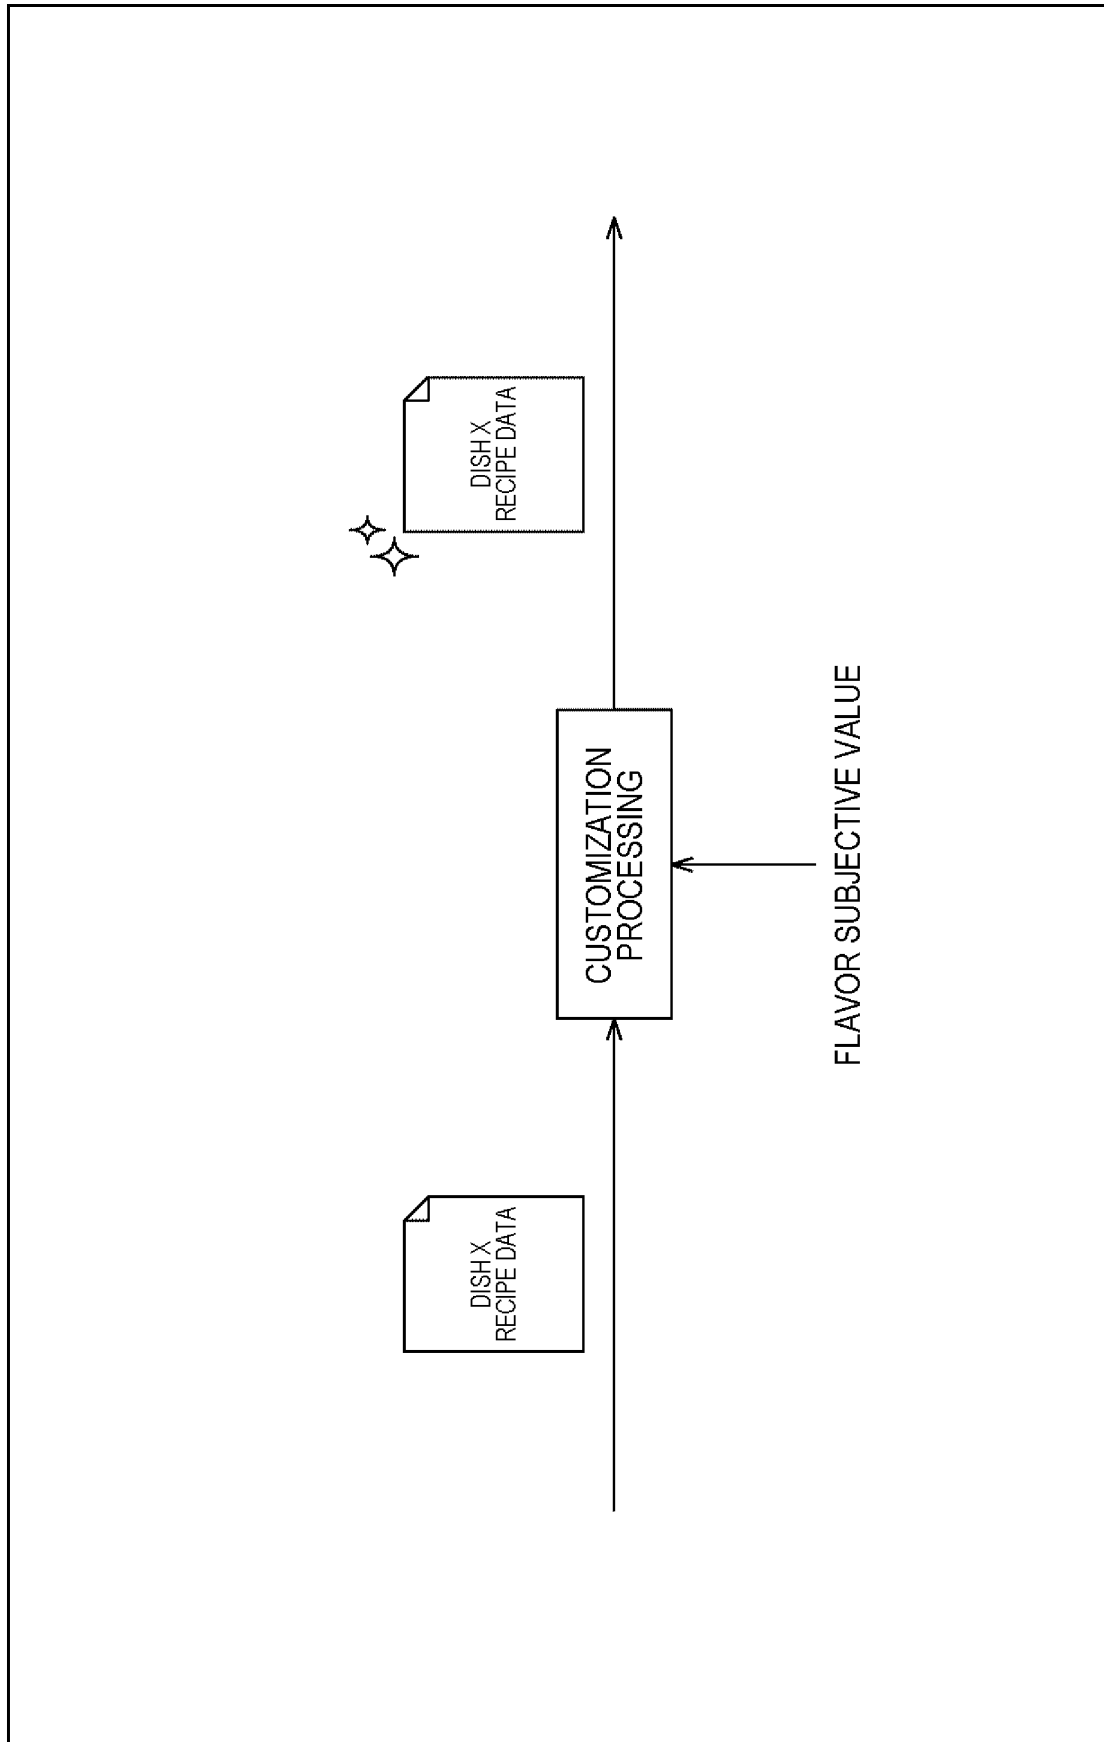 DISH X
RECIPE DATA
CUSTOMIZATION
PROCESSING
FLAVOR SUBJECTIVE VALUE
DISH X
RECIPE DATA